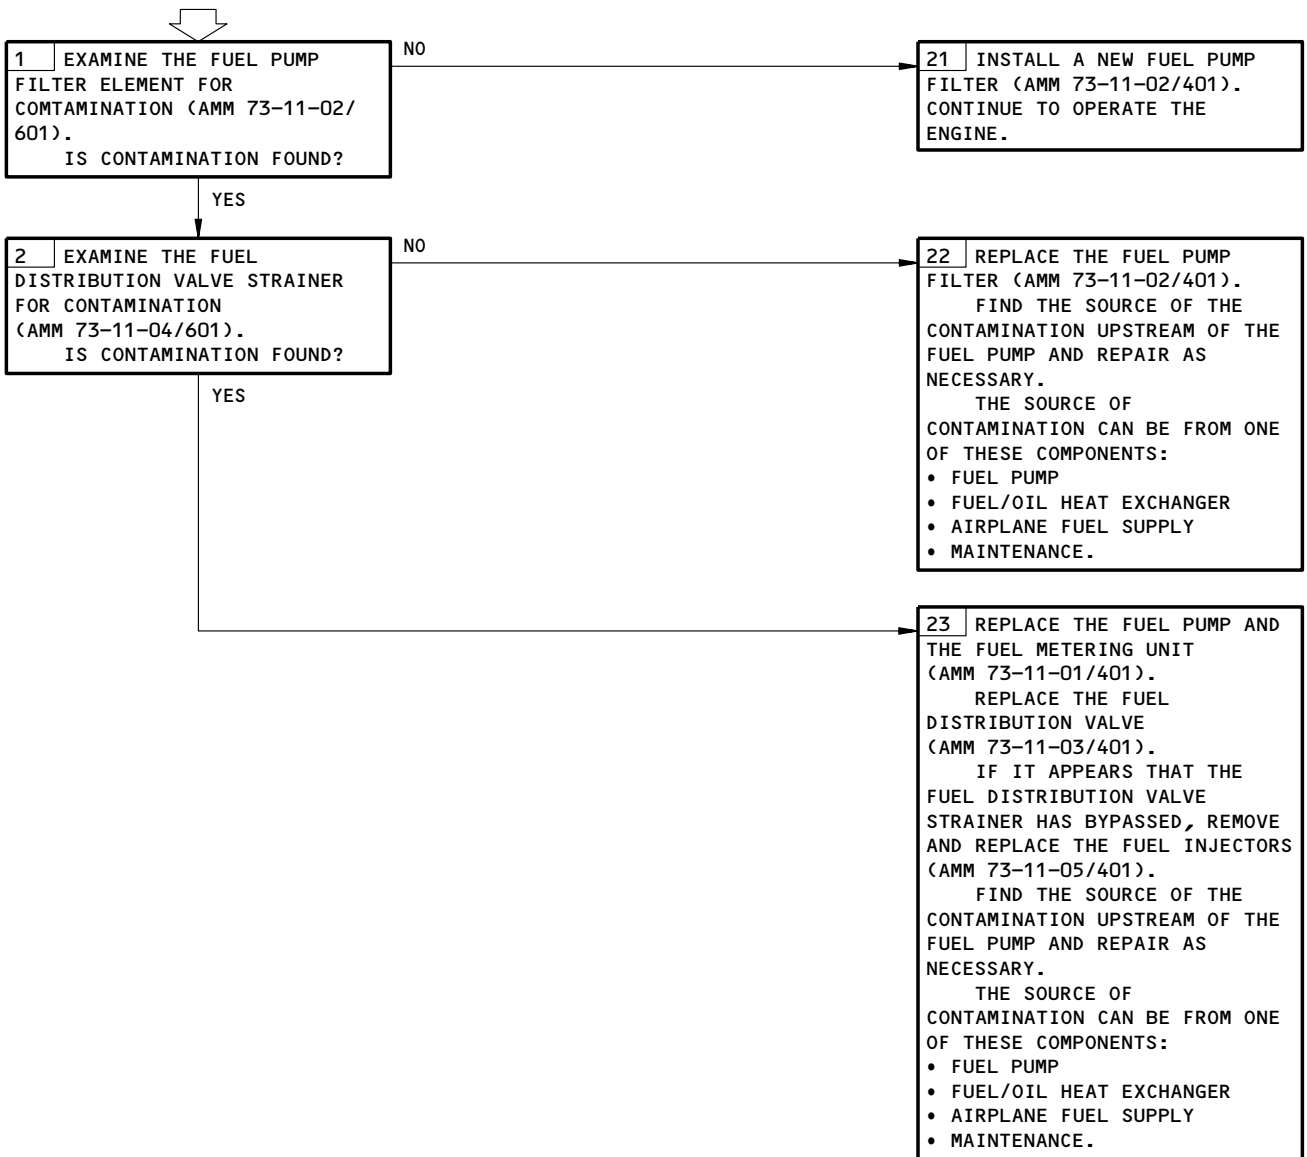 1 EXAMINE THE FUEL PUMP
FILTER ELEMENT FOR
COMTAMINATION (AMM 73-11-02/
601).
IS CONTAMINATION FOUND?
NO
YES
21 INSTALL A NEW FUEL PUMP
FILTER (AMM 73-11-02/401).
CONTINUE TO OPERATE THE
ENGINE.
2 EXAMINE THE FUEL
DISTRIBUTION VALVE STRAINER
FOR CONTAMINATION
(AMM 73-11-04/601).
IS CONTAMINATION FOUND?
NO
YES
22 REPLACE THE FUEL PUMP
FILTER (AMM 73-11-02/401).
FIND THE SOURCE OF THE
CONTAMINATION UPSTREAM OF THE
FUEL PUMP AND REPAIR AS
NECESSARY.
THE SOURCE OF
CONTAMINATION CAN BE FROM ONE
OF THESE COMPONENTS:
• FUEL PUMP
• FUEL/OIL HEAT EXCHANGER
• AIRPLANE FUEL SUPPLY
• MAINTENANCE.
23 REPLACE THE FUEL PUMP AND
THE FUEL METERING UNIT
(AMM 73-11-01/401).
REPLACE THE FUEL
DISTRIBUTION VALVE
(AMM 73-11-03/401).
IF IT APPEARS THAT THE
FUEL DISTRIBUTION VALVE
STRAINER HAS BYPASSED, REMOVE
AND REPLACE THE FUEL INJECTORS
(AMM 73-11-05/401).
FIND THE SOURCE OF THE
CONTAMINATION UPSTREAM OF THE
FUEL PUMP AND REPAIR AS
NECESSARY.
THE SOURCE OF
CONTAMINATION CAN BE FROM ONE
OF THESE COMPONENTS:
• FUEL PUMP
• FUEL/OIL HEAT EXCHANGER
• AIRPLANE FUEL SUPPLY
• MAINTENANCE.